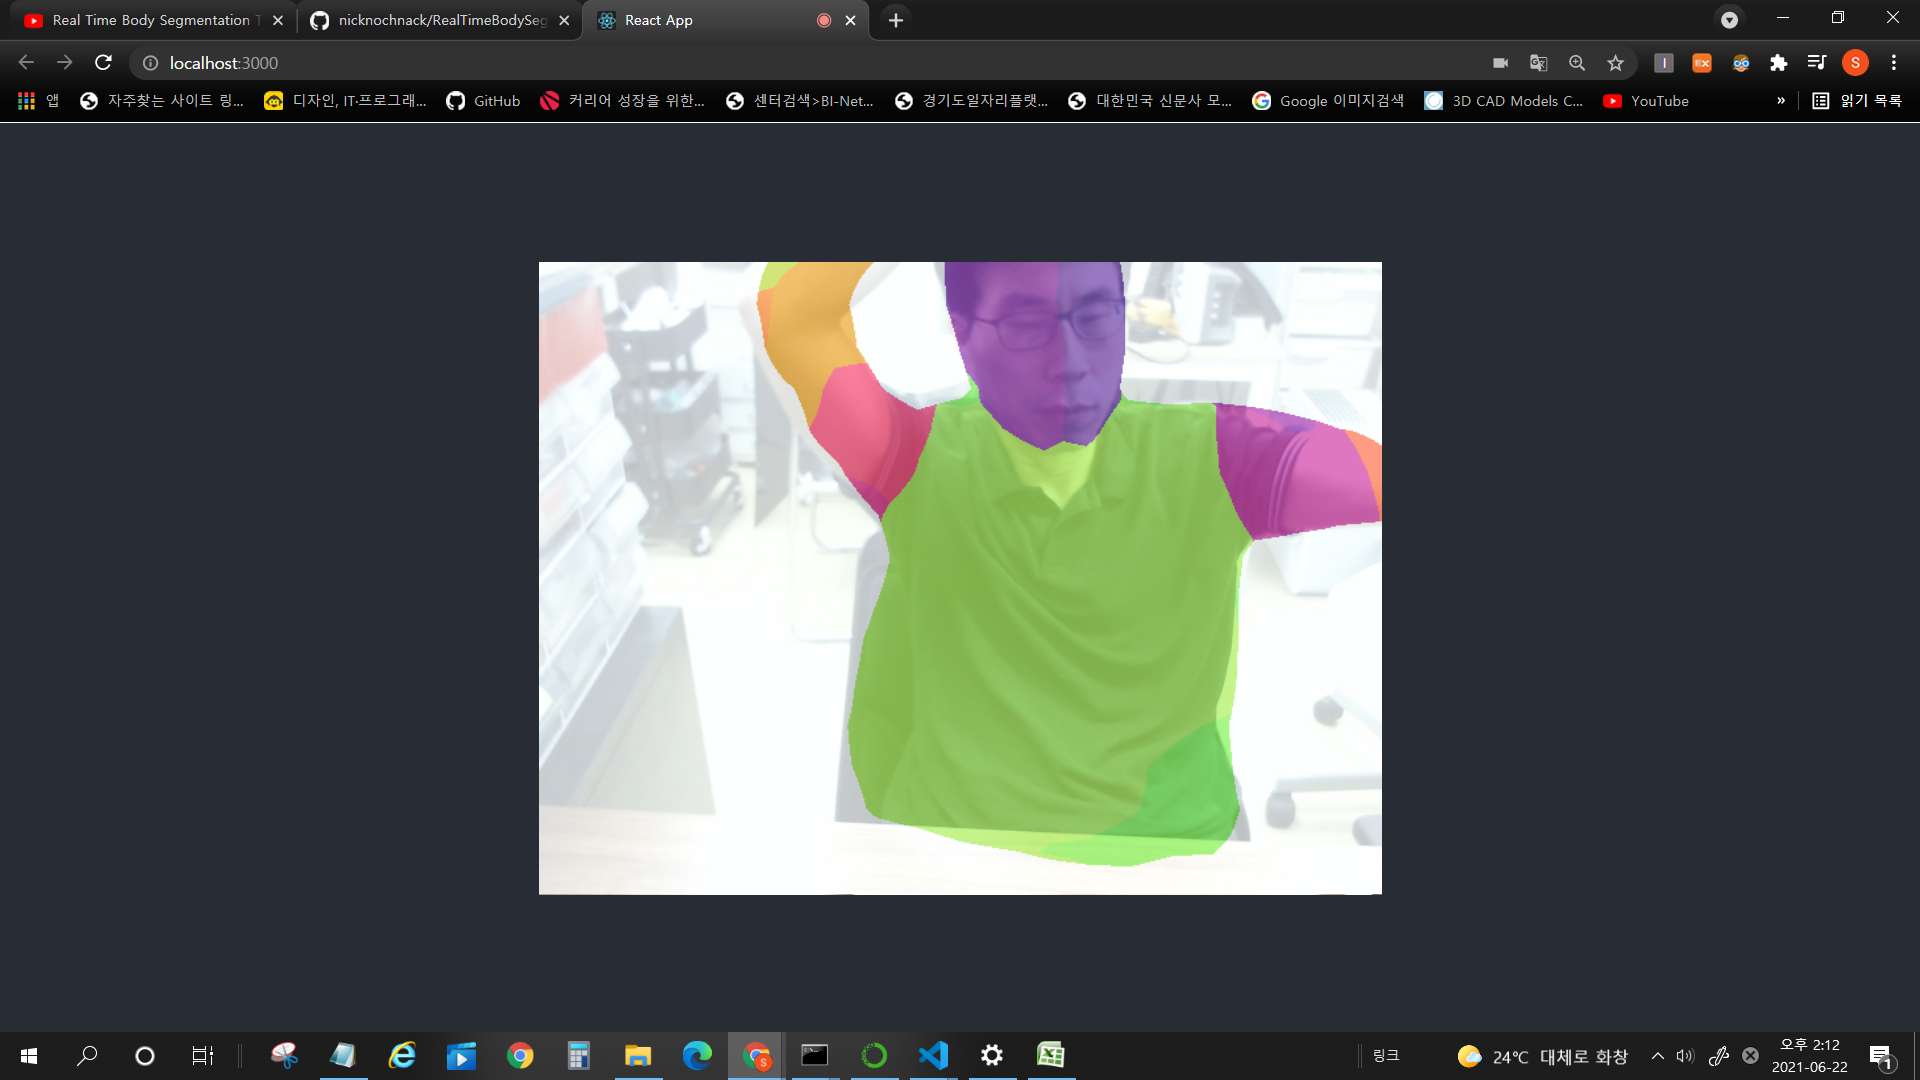 Real Time Body Segmentation T
nicknochnack/RealTimeBodySeg
React App
localhost:3000
EX
S
앱
자주찾는 사이트 링...
디자인, IT·프로그래...
GitHub
커리어 성장을 위한...
센터검색>BI-Net...
경기도일자리플랫...
대한민국 신문사 모...
Google 이미지검색
3D CAD Models C...
YouTube
»
읽기 목록
S
링크
24℃ 대체로 화창
오후 2:12
2021-06-22
1